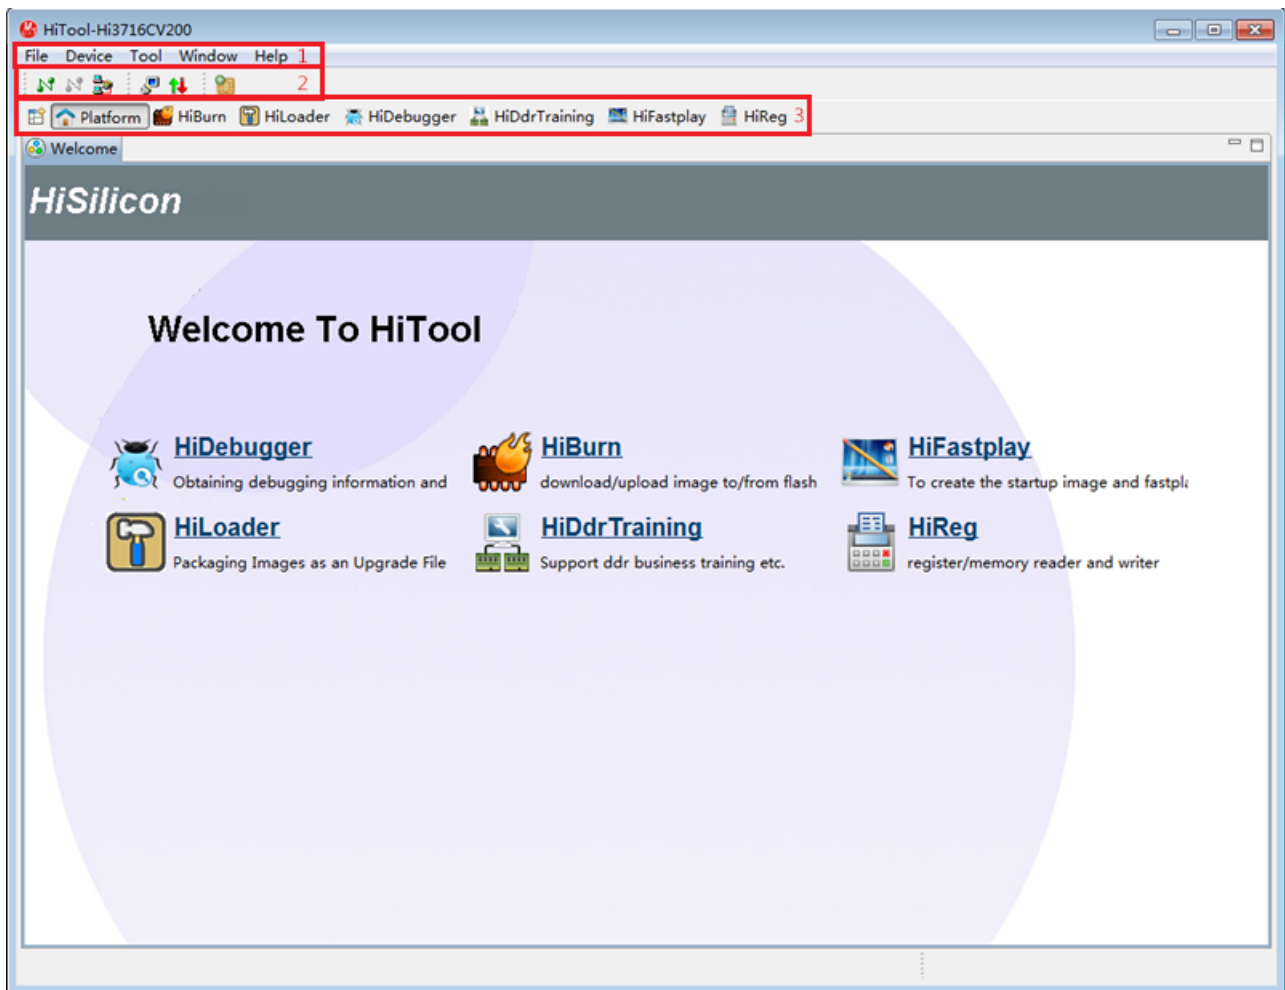 HiTool-Hi3716CV200
File Device Tool Window Help 1
2
Platform HiBurn HiLoader HiDebugger HiDdrTraining HiFastplay HiReg 3
Welcome
HiSilicon
Welcome To HiTool
HiDebugger HiBurn HiFastplay
Obtaining debugging information and download/upload image to/from flash To create the startup image and fastpla
HiLoader HiDdrTraining HiReg
Packaging Images as an Upgrade File Support ddr business training etc. register/memory reader and writer